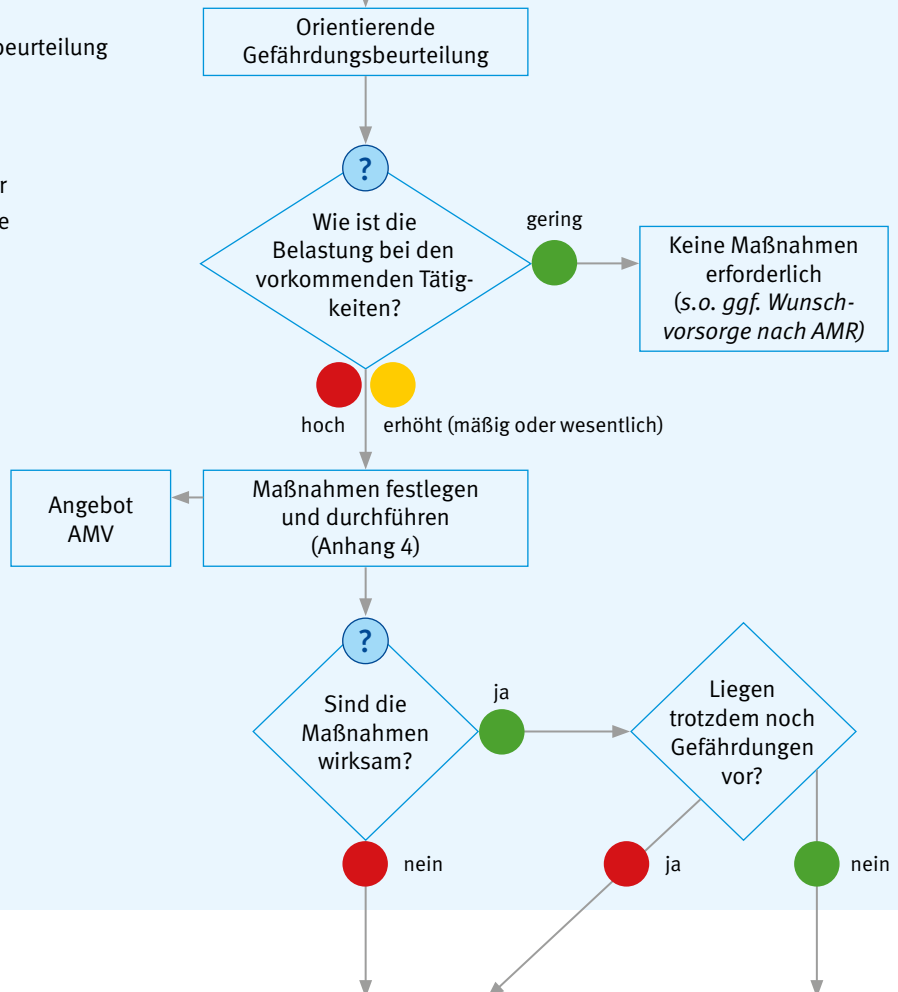 Orientierende
Gefährdungsbeurteilung
beurteilung
r
e
?
Wie ist die
Belastung bei den
vorkommenden Tätig-
keiten?
gering
Keine Maßnahmen
erforderlich
(s.o. ggf. Wunsch-
vorsorge nach AMR)
hoch
erhöht (mäßig oder wesentlich)
Angebot
AMV
Maßnahmen festlegen
und durchführen
(Anhang 4)
?
Sind die
Maßnahmen
wirksam?
ja
Liegen
trotzdem noch
Gefährdungen
vor?
nein
ja
nein